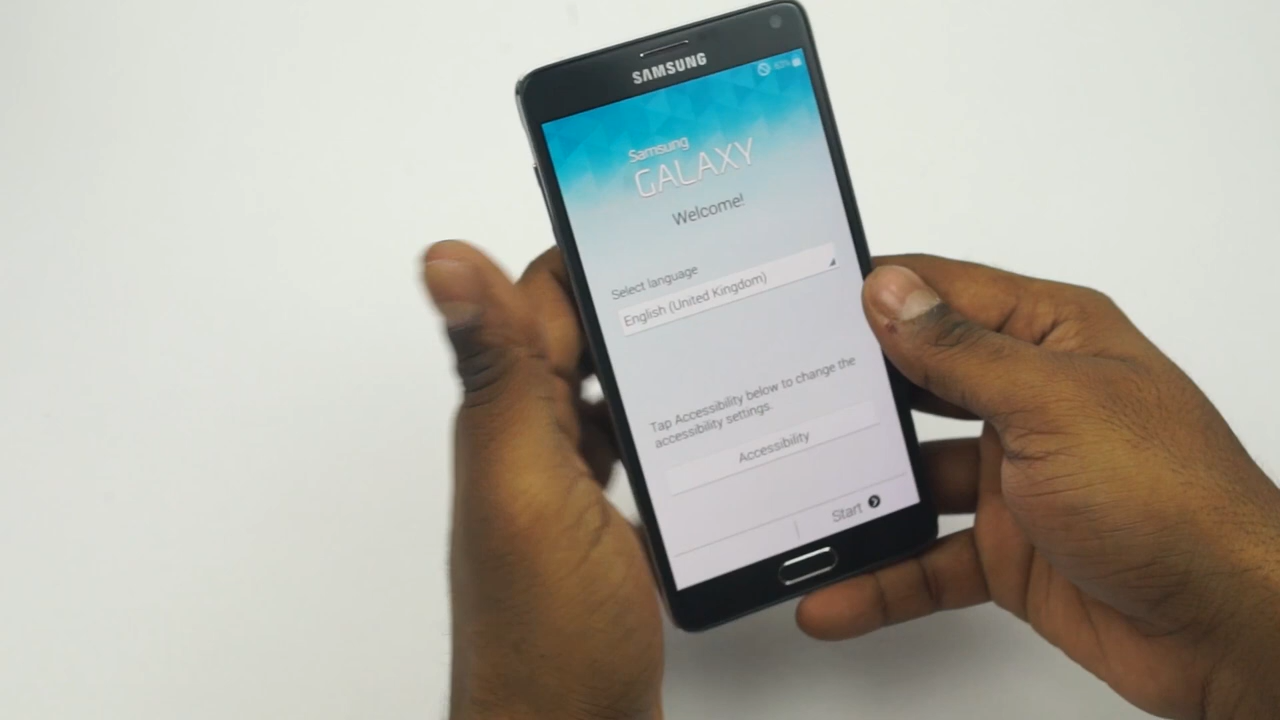 SAMSUNG
Samsung
GALAXY
Welcome!
Select language
English (United Kingdom)
Tap Accessibility below to change the
accessibility settings.
Accessibility
Start